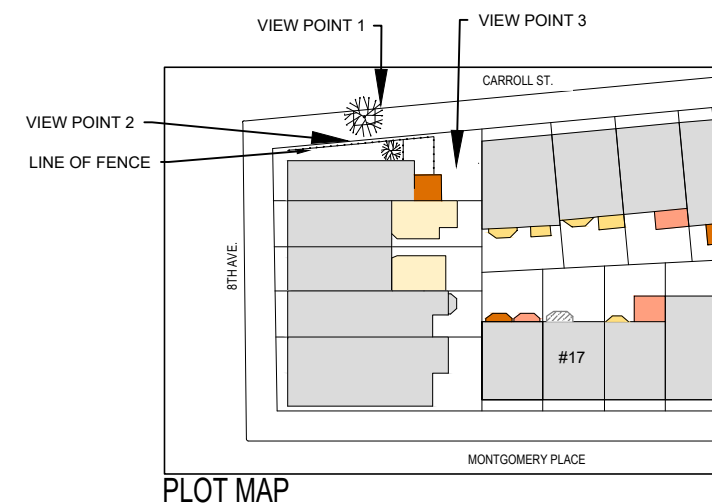 VIEW POINT 1
VIEW POINT 3
CARROLL ST.
VIEW POINT 2
LINE OF FENCE
8TH AVE.
#17
MONTGOMERY PLACE
PLOT MAP